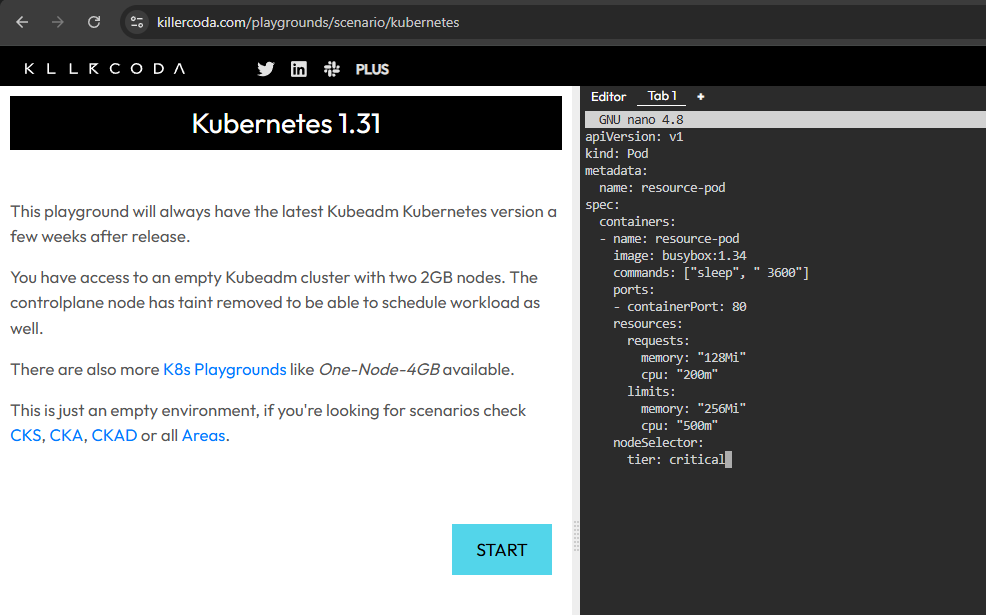 killercoda.com/playgrounds/scenario/kubernetes
KLLRCODA
PLUS
Kubernetes 1.31
This playground will always have the latest Kubeadm Kubernetes version a
few weeks after release.
You have access to an empty Kubeadm cluster with two 2GB nodes. The
controlplane node has taint removed to be able to schedule workload as
well.
There are also more K8s Playgrounds like One-Node-4GB available.
This is just an empty environment, if you're looking for scenarios check
CKS, CKA, CKAD or all Areas.
START
Editor Tab 1 +
GNU nano 4.8
apiVersion: v1
kind: Pod
metadata:
  name: resource-pod
spec:
  containers:
  - name: resource-pod
    image: busybox:1.34
    commands: ["sleep", " 3600"]
    ports:
    - containerPort: 80
    resources:
      requests:
        memory: "128Mi"
        cpu: "200m"
      limits:
        memory: "256Mi"
        cpu: "500m"
    nodeSelector:
      tier: critical